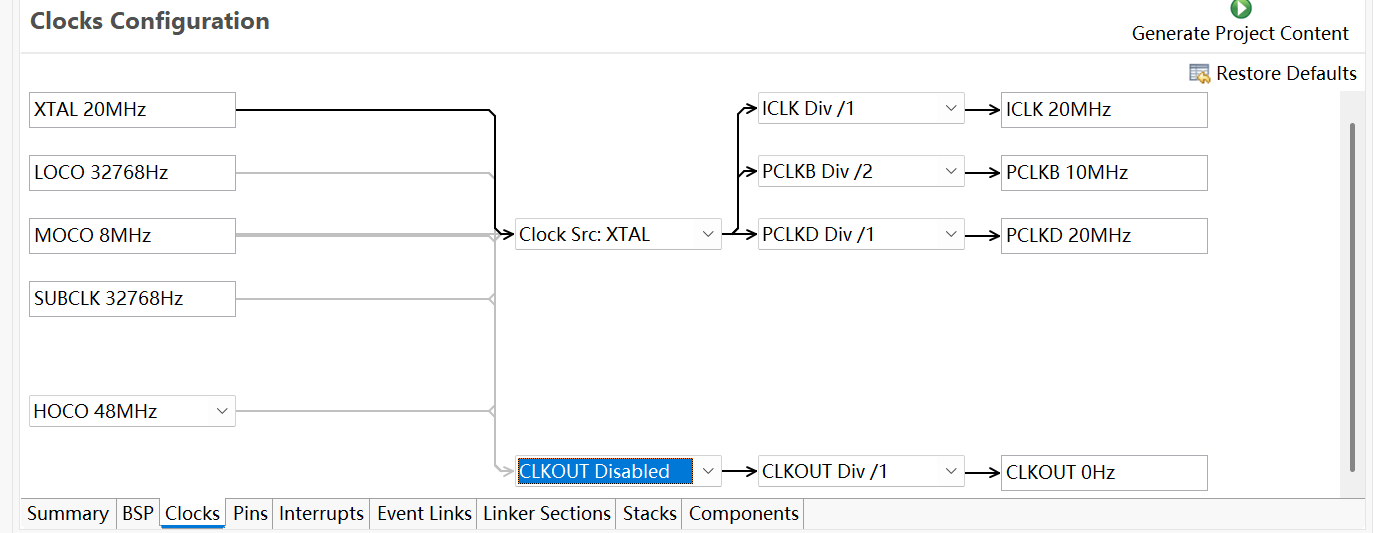 Clocks Configuration
Generate Project Content
Restore Defaults
XTAL 20MHz
ICLK Div /1
ICLK 20MHz
LOCO 32768Hz
PCLKB Div /2
PCLKB 10MHz
MOCO 8MHz
Clock Src: XTAL
PCLKD Div /1
PCLKD 20MHz
SUBCLK 32768Hz
HOCO 48MHz
CLKOUT Disabled
CLKOUT Div /1
CLKOUT 0Hz
Summary BSP Clocks Pins Interrupts Event Links Linker Sections Stacks Components